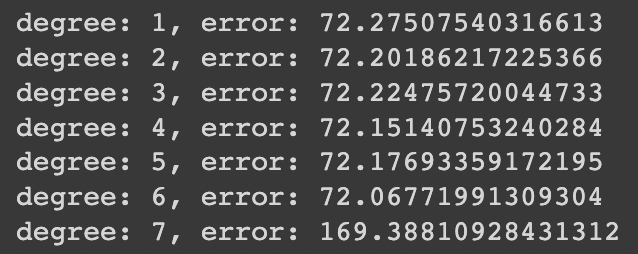 degree: 1, error: 72.27507540316613
degree: 2, error: 72.20186217225366
degree: 3, error: 72.22475720044733
degree: 4, error: 72.15140753240284
degree: 5, error: 72.17693359172195
degree: 6, error: 72.06771991309304
degree: 7, error: 169.38810928431312